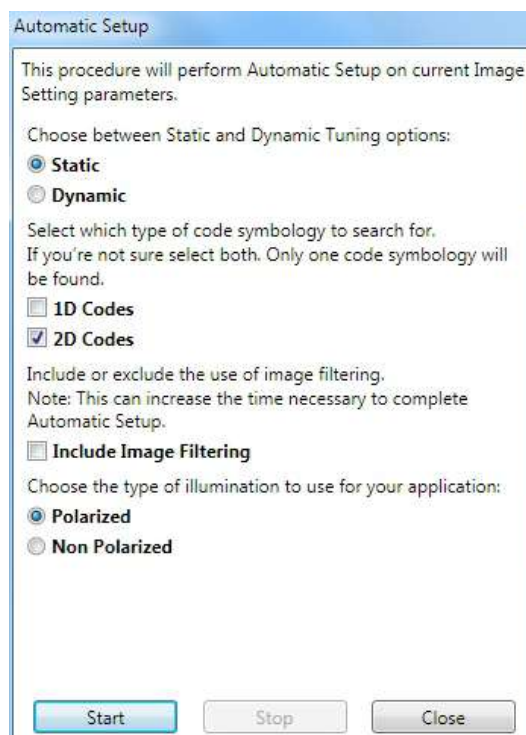 Automatic Setup
This procedure will perform Automatic Setup on current Image
Setting parameters.
Choose between Static and Dynamic Tuning options:
Static
Dynamic
Select which type of code symbology to search for.
If you're not sure select both. Only one code symbology will
be found.
1D Codes
2D Codes
Include or exclude the use of image filtering.
Note: This can increase the time necessary to complete
Automatic Setup.
Include Image Filtering
Choose the type of illumination to use for your application:
Polarized
Non Polarized
Start Stop Close